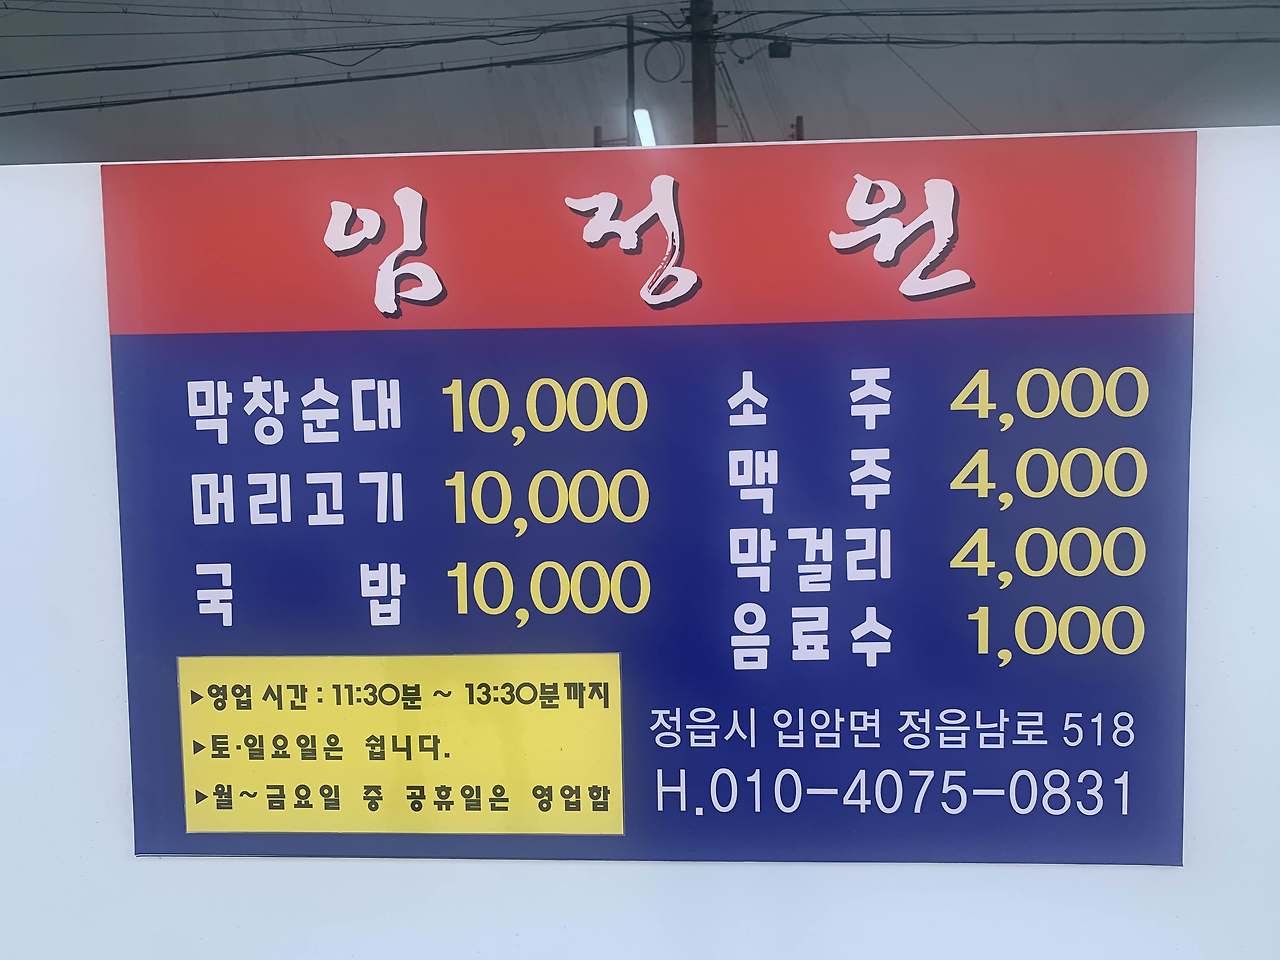 임정원
막창순대 10,000
머리고기 10,000
국밥 10,000
소주 4,000
맥주 4,000
막걸리 4,000
음료수 1,000
▶영업 시간 : 11:30분 ~ 13:30분까지
▶토·일요일은 쉽니다.
▶월~금요일 중 공휴일은 영업함
정읍시 입암면 정읍남로 518
H.010-4075-0831